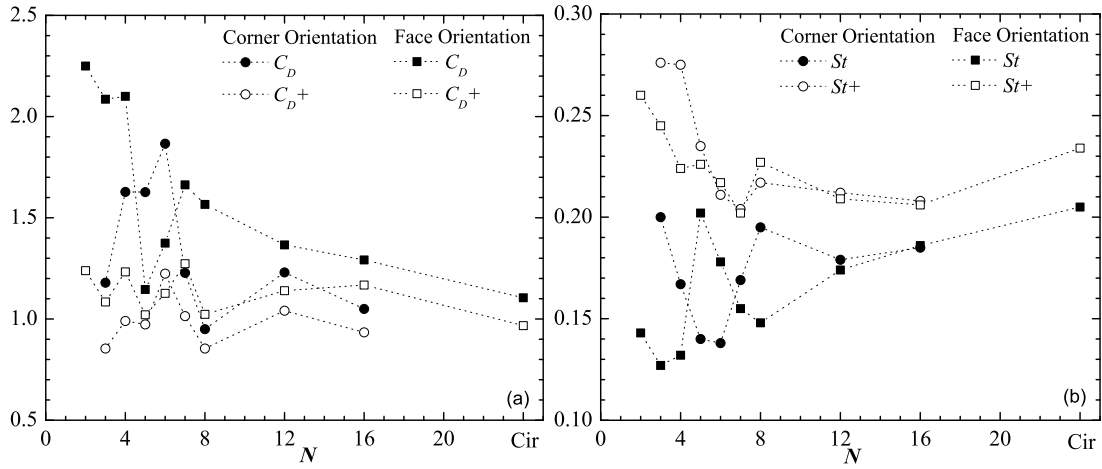 Corner Orientation Face Orientation
C_D C_D
C_D+ C_D+
2.5
2.0
1.5
1.0
0.5
0 4 8 12 16 20 Cir
N
(a)
Corner Orientation Face Orientation
St St
St+ St+
0.30
0.25
0.20
0.15
0.10
0 4 8 12 16 20 Cir
N
(b)